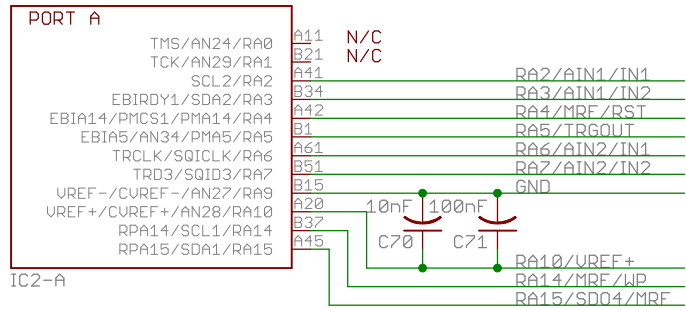 PORT A
TMS/AN24/RA0 A11 N/C
TCK/AN29/RA1 B21 N/C
SCL2/RA2 A41 RA2/AIN1/IN1
EBIRDY1/SDA2/RA3 B34 RA3/AIN1/IN2
EBIA14/PMCS1/PMA14/RA4 A42 RA4/MRF/RST
EBIA5/AN34/PMA5/RA5 B1 RA5/TRGOUT
TRCLK/SQICLK/RA6 A61 RA6/AIN2/IN1
TRD3/SQID3/RA7 B51 RA7/AIN2/IN2
VREF-/CVREF-/AN27/RA9 B15 GND
VREF+/CVREF+/AN28/RA10 A20 10nF 100nF
RPA14/SCL1/RA14 B37
RPA15/SDA1/RA15 A45 C70 C71
RA10/VREF+
IC2-A RA14/MRF/WP
RA15/SDO4/MRF